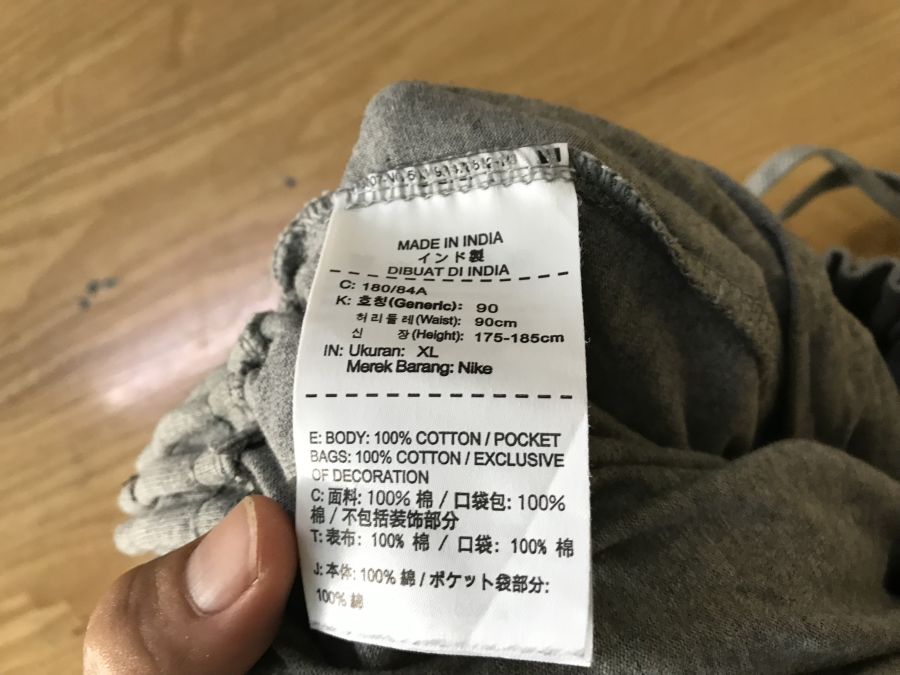 MADE IN INDIA
インド製
DIBUAT DI INDIA
C: 180/84A
K: 호칭(Generic): 90
허리둘레(Waist): 90cm
신 장(Height): 175-185cm
IN: Ukuran: XL
Merek Barang: Nike
E: BODY: 100% COTTON / POCKET
BAGS: 100% COTTON / EXCLUSIVE
OF DECORATION
C: 面料: 100% 棉 / 口袋包: 100%
棉 / 不包括装饰部分
T: 表布: 100% 棉 / 口袋: 100% 棉
J: 本体: 100% 綿 / ポケット袋部分:
100% 綿